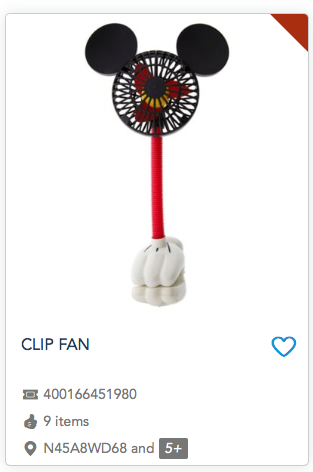 CLIP FAN
400166451980
9 items
N45A8WD68 and 5+